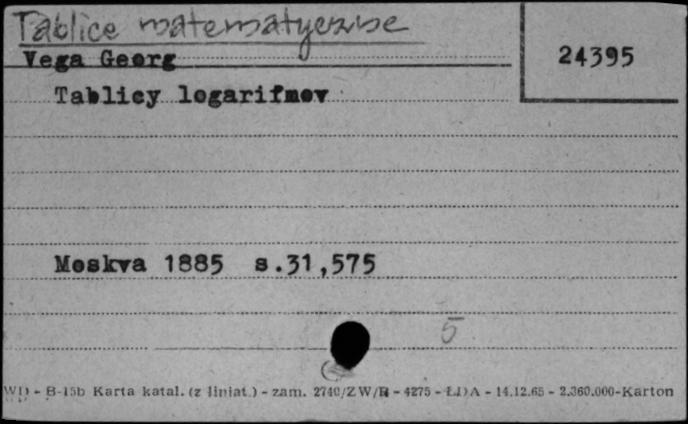 Tablice matematyczne
Vega Georg
24395
Tablicy logarifmov
Moskva 1885 s.31,575
5
WD - B-15b Karta katal. (z liniat.) - zam. 2740/ZW/R - 4275 - ŁDA - 14.12.65 - 2.360.000-Karton